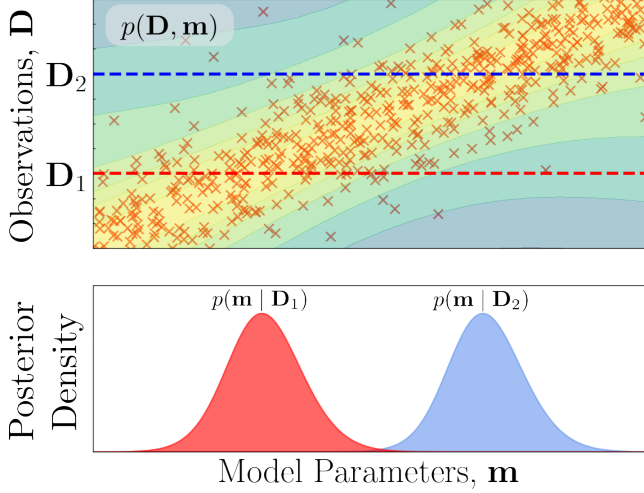 Observations, D
p(D, m)
D₂
D₁
Posterior
Density
p(m | D₁)
p(m | D₂)
Model Parameters, m